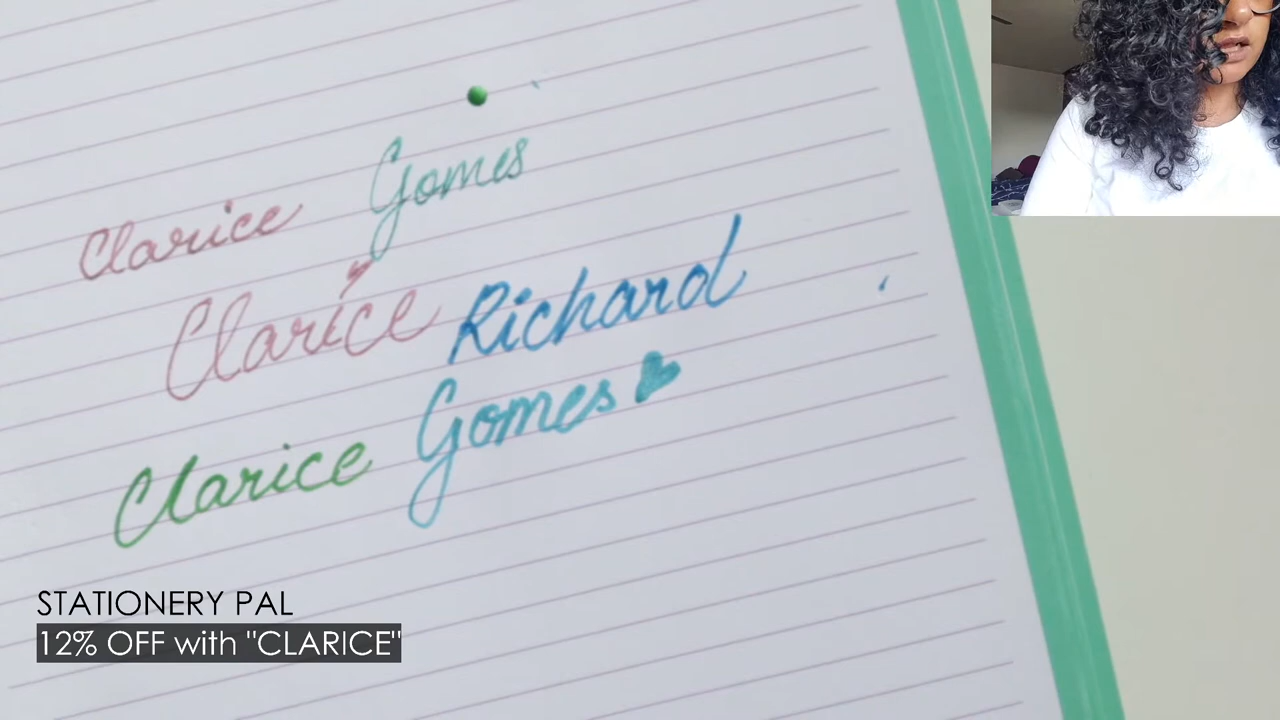 Clarice Gomes
Clarice Richard
Gomes
Clarice
STATIONERY PAL
12% OFF with "CLARICE"